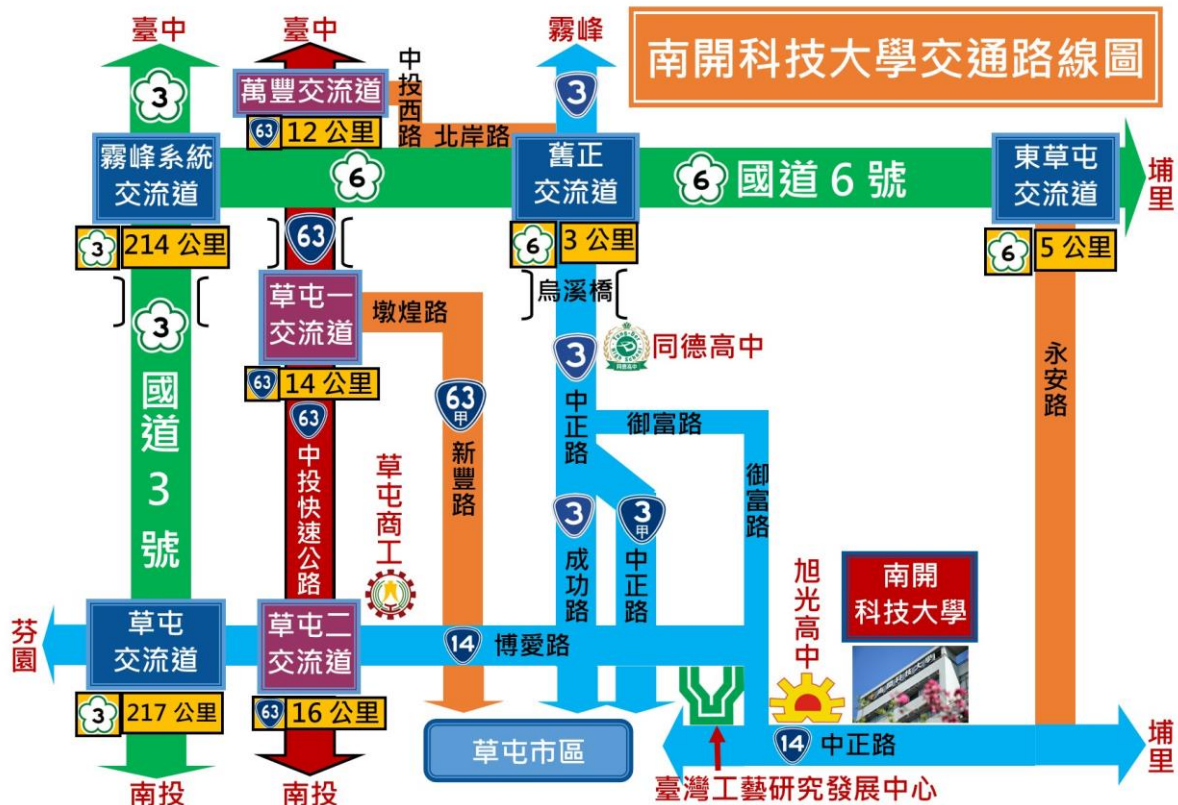 南開科技大學交通路線圖
臺中
臺中
霧峰
3
萬豐交流道
63
12 公里
中投西路
北岸路
3
霧峰系統
交流道
3
214 公里
6
舊正
交流道
6
3 公里
6
國道 6 號
東草屯
交流道
6
5 公里
埔里
3
63
烏溪橋
草屯一
交流道
63
14 公里
墩煌路
3
同德高中
同德高中
永安路
國道 3 號
63
中投快速公路
草屯商工
63甲
新豐路
中正路
御富路
御富路
3
成功路
3甲
中正路
旭光高中
南開
科技大學
芬園
草屯
交流道
3
217 公里
草屯二
交流道
63
16 公里
14
博愛路
草屯市區
14
中正路
埔里
南投
南投
臺灣工藝研究發展中心